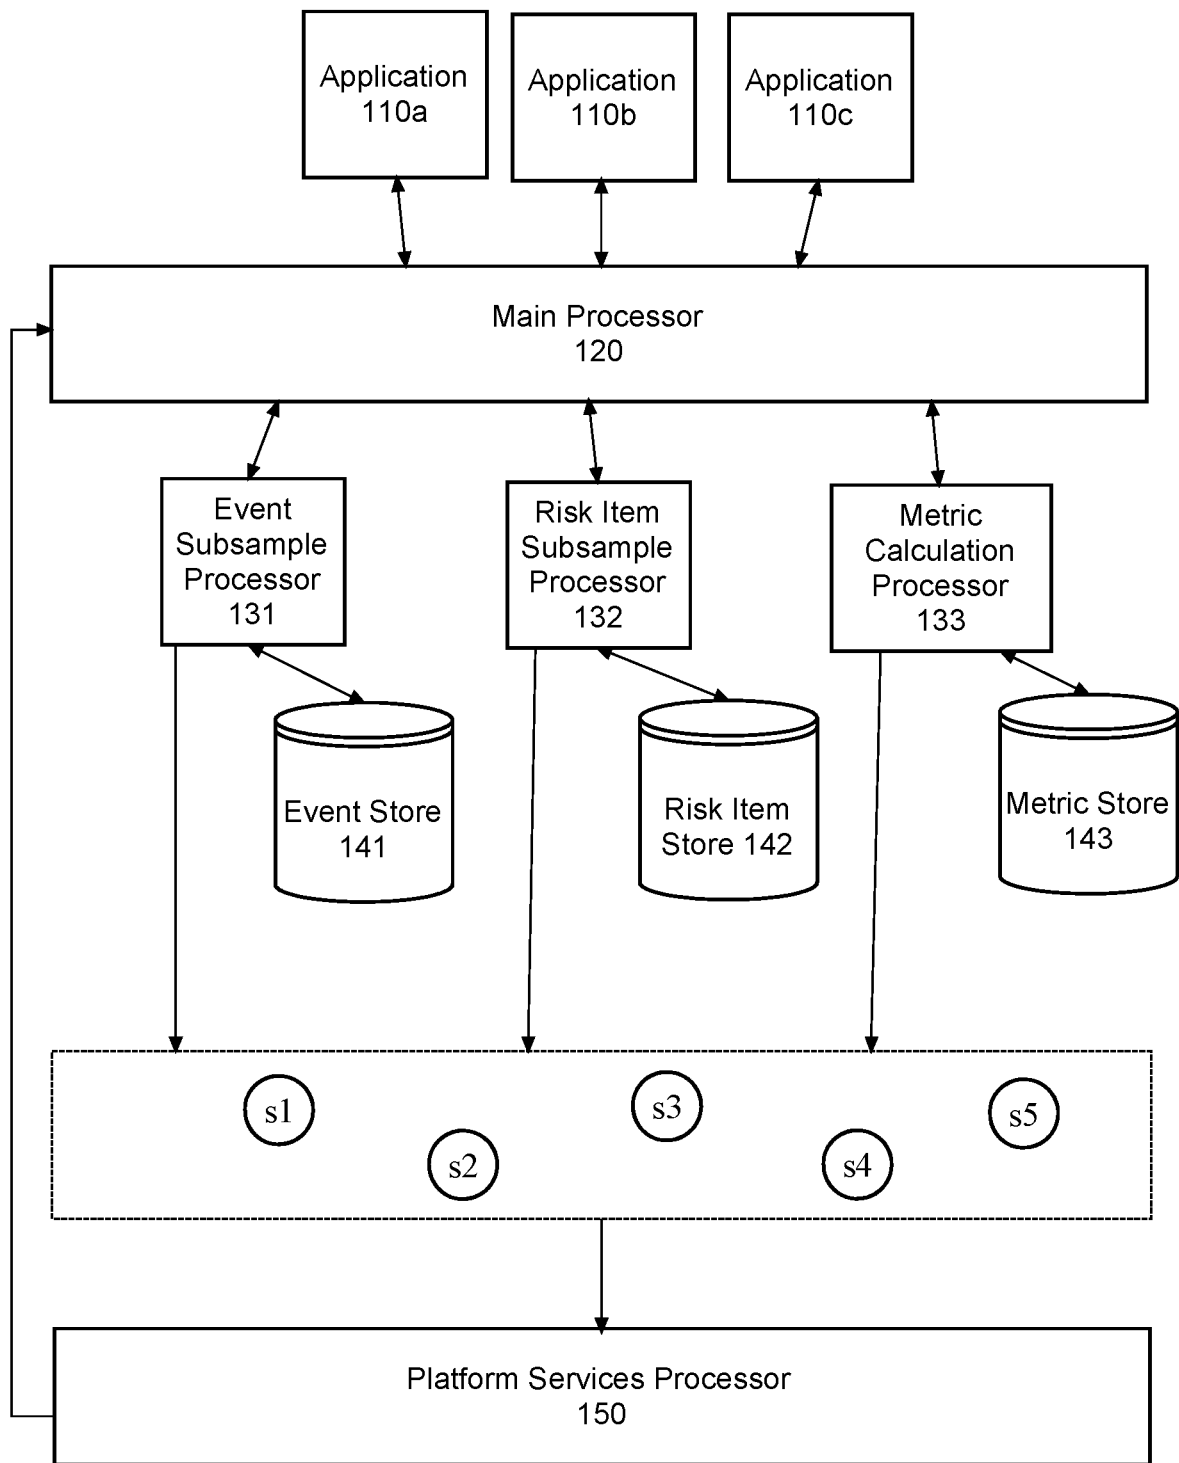 Application
110a
Application
110b
Application
110c
Main Processor
120
Event
Subsample
Processor
131
Risk Item
Subsample
Processor
132
Metric
Calculation
Processor
133
Event Store
141
Risk Item
Store 142
Metric Store
143
s1
s2
s3
s4
s5
Platform Services Processor
150